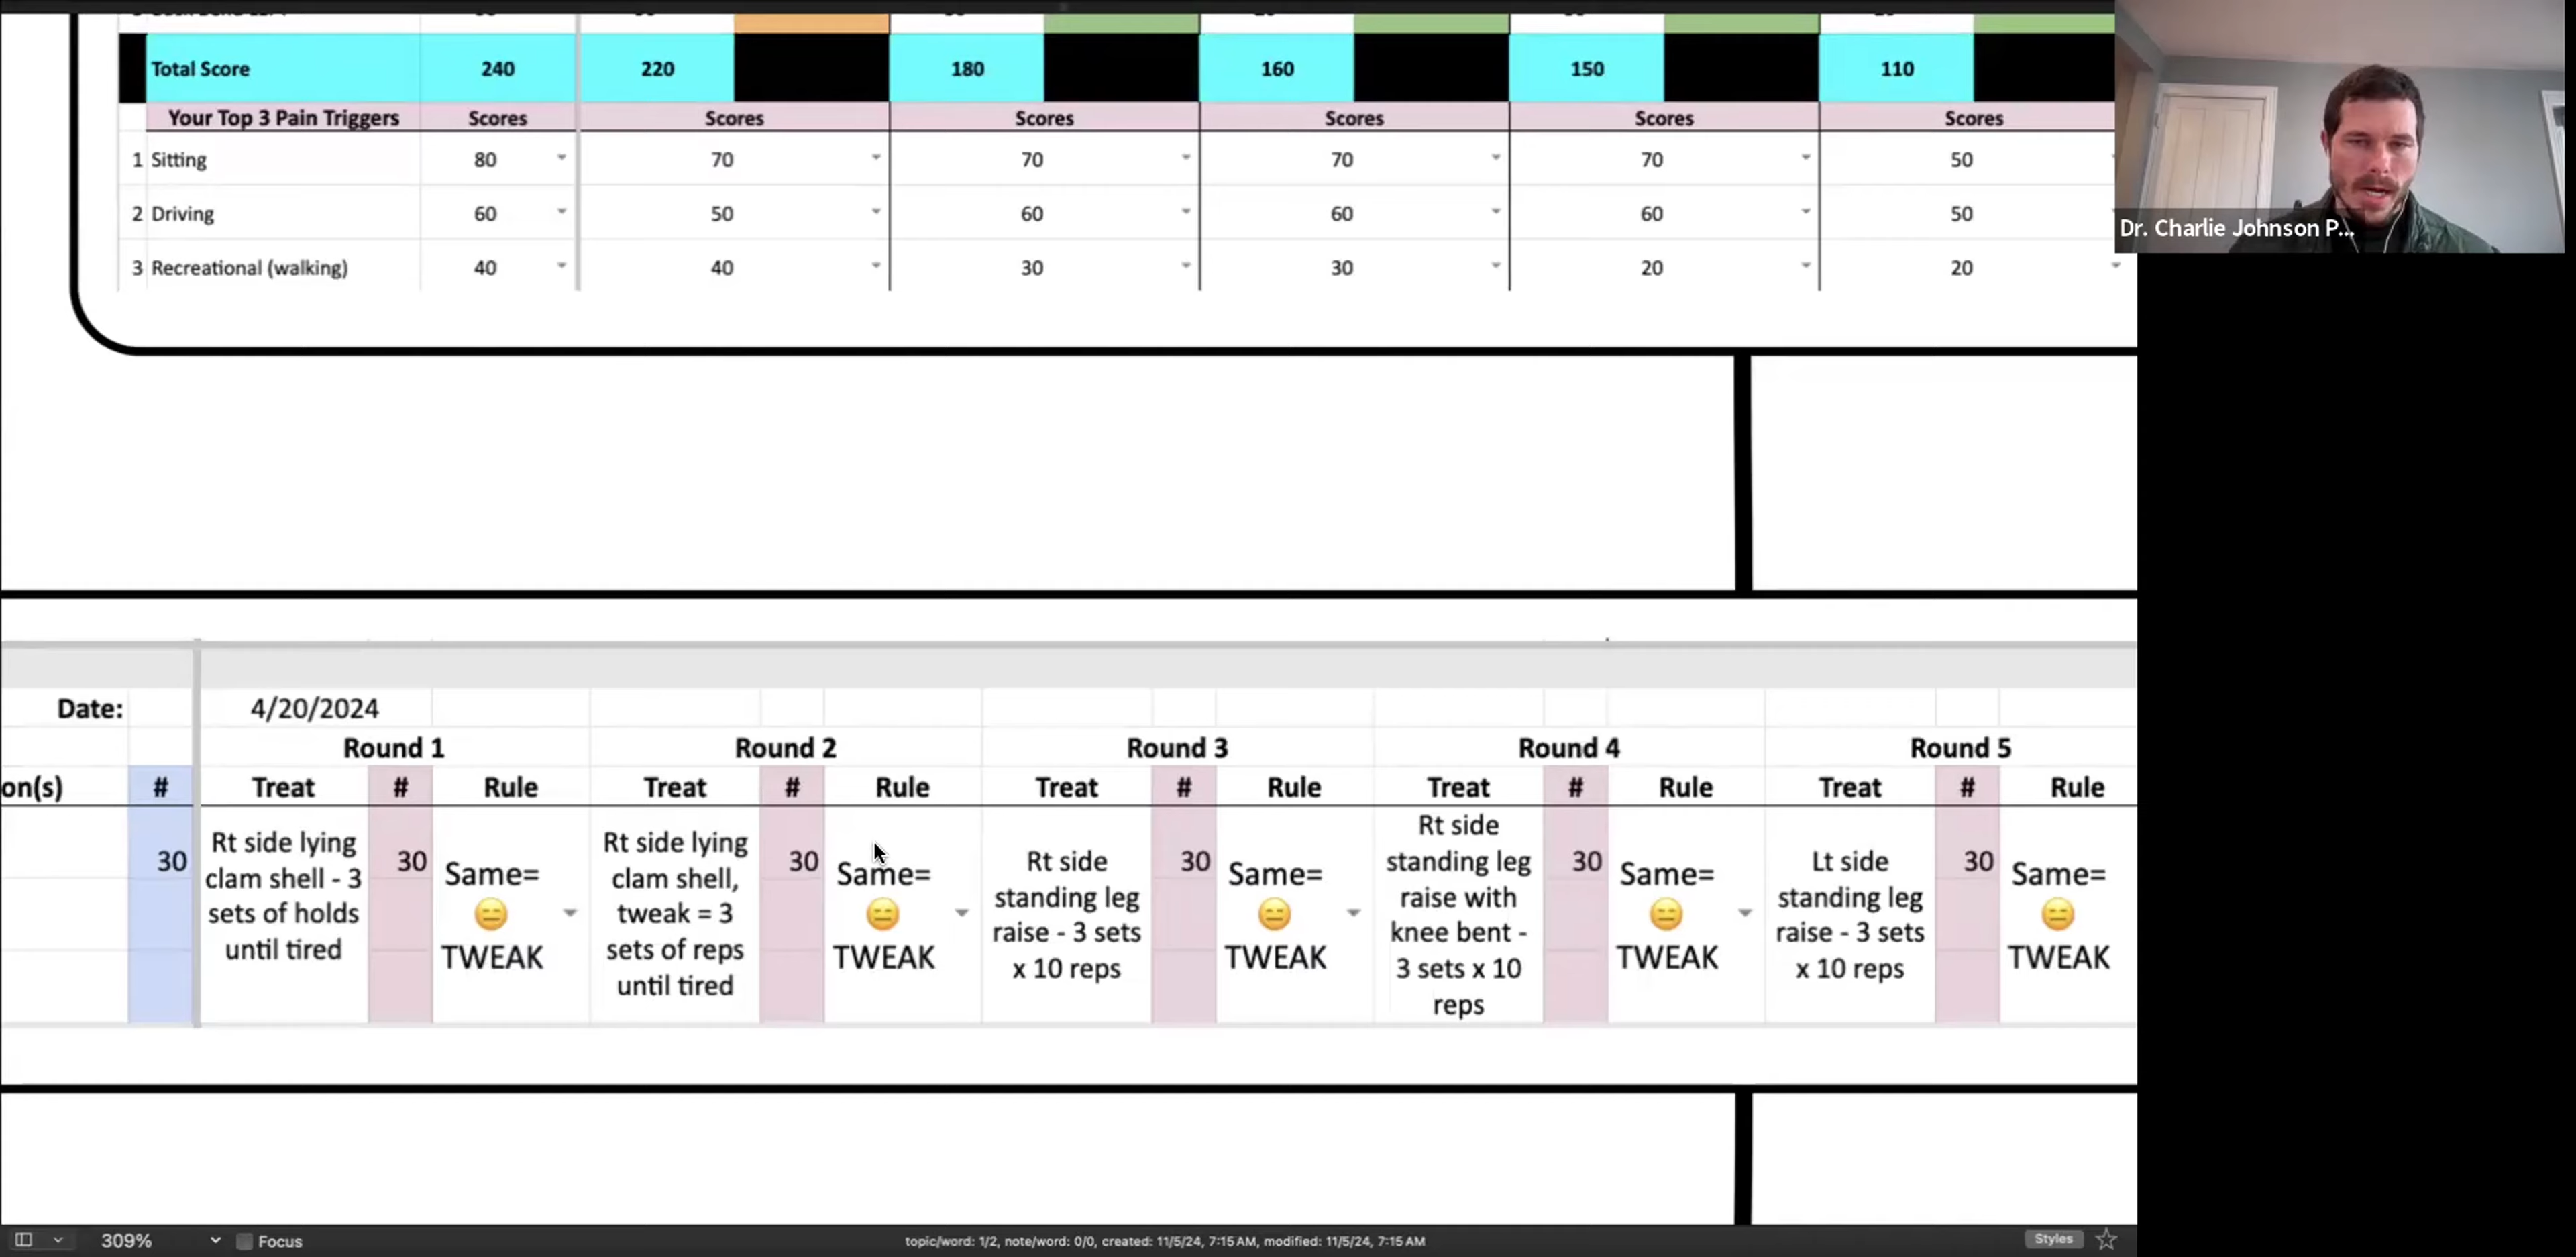 Total Score 240 220 180 160 150 110
Your Top 3 Pain Triggers Scores Scores Scores Scores Scores Scores
1 Sitting 80 70 70 70 70 50
2 Driving 60 50 60 60 60 50
3 Recreational (walking) 40 40 30 30 20 20
Dr. Charlie Johnson P...
Date: 4/20/2024
Round 1 Round 2 Round 3 Round 4 Round 5
on(s) # Treat # Rule Treat # Rule Treat # Rule Treat # Rule Treat # Rule
30
Rt side lying
clam shell - 3
sets of holds
until tired
30
Same=
😑
TWEAK
Rt side lying
clam shell,
tweak = 3
sets of reps
until tired
30
Same=
😑
TWEAK
Rt side
standing leg
raise - 3 sets
x 10 reps
30
Same=
😑
TWEAK
Rt side
standing leg
raise with
knee bent -
3 sets x 10
reps
30
Same=
😑
TWEAK
Lt side
standing leg
raise - 3 sets
x 10 reps
30
Same=
😑
TWEAK
309% Focus topic/word: 1/2, note/word: 0/0, created: 11/5/24, 7:15 AM, modified: 11/5/24, 7:15 AM Styles